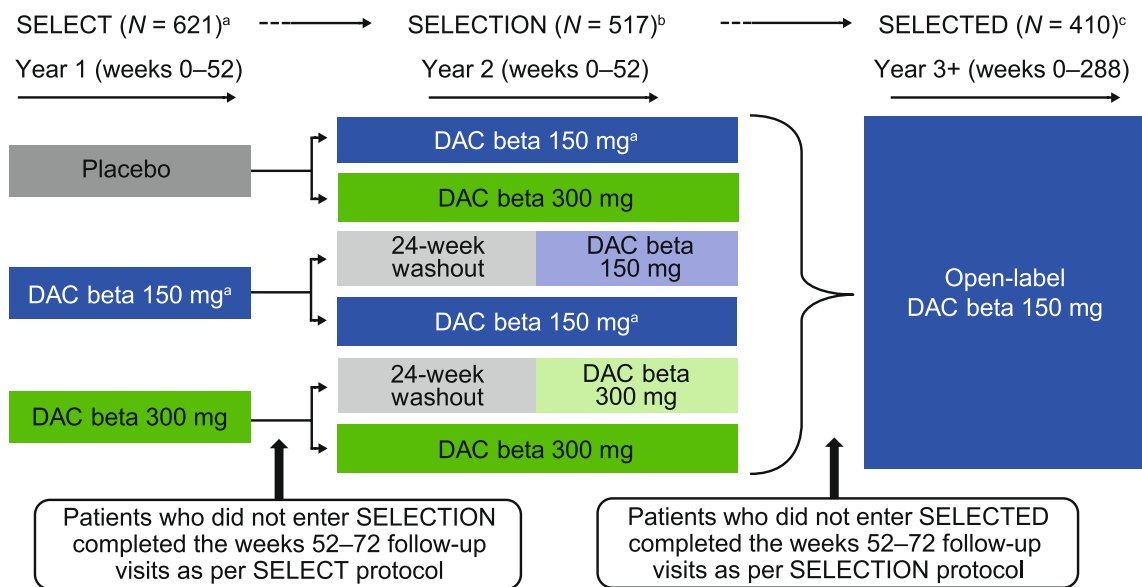 SELECT (N = 621)ᵃ
SELECTION (N = 517)ᵇ
SELECTED (N = 410)ᶜ
Year 1 (weeks 0–52)
Year 2 (weeks 0–52)
Year 3+ (weeks 0–288)
Placebo
DAC beta 150 mgᵃ
DAC beta 300 mg
DAC beta 150 mgᵃ
DAC beta 300 mg
24-week
washout
DAC beta
150 mg
DAC beta 150 mgᵃ
24-week
washout
DAC beta
300 mg
DAC beta 300 mg
Open-label
DAC beta 150 mg
Patients who did not enter SELECTION
completed the weeks 52–72 follow-up
visits as per SELECT protocol
Patients who did not enter SELECTED
completed the weeks 52–72 follow-up
visits as per SELECTION protocol